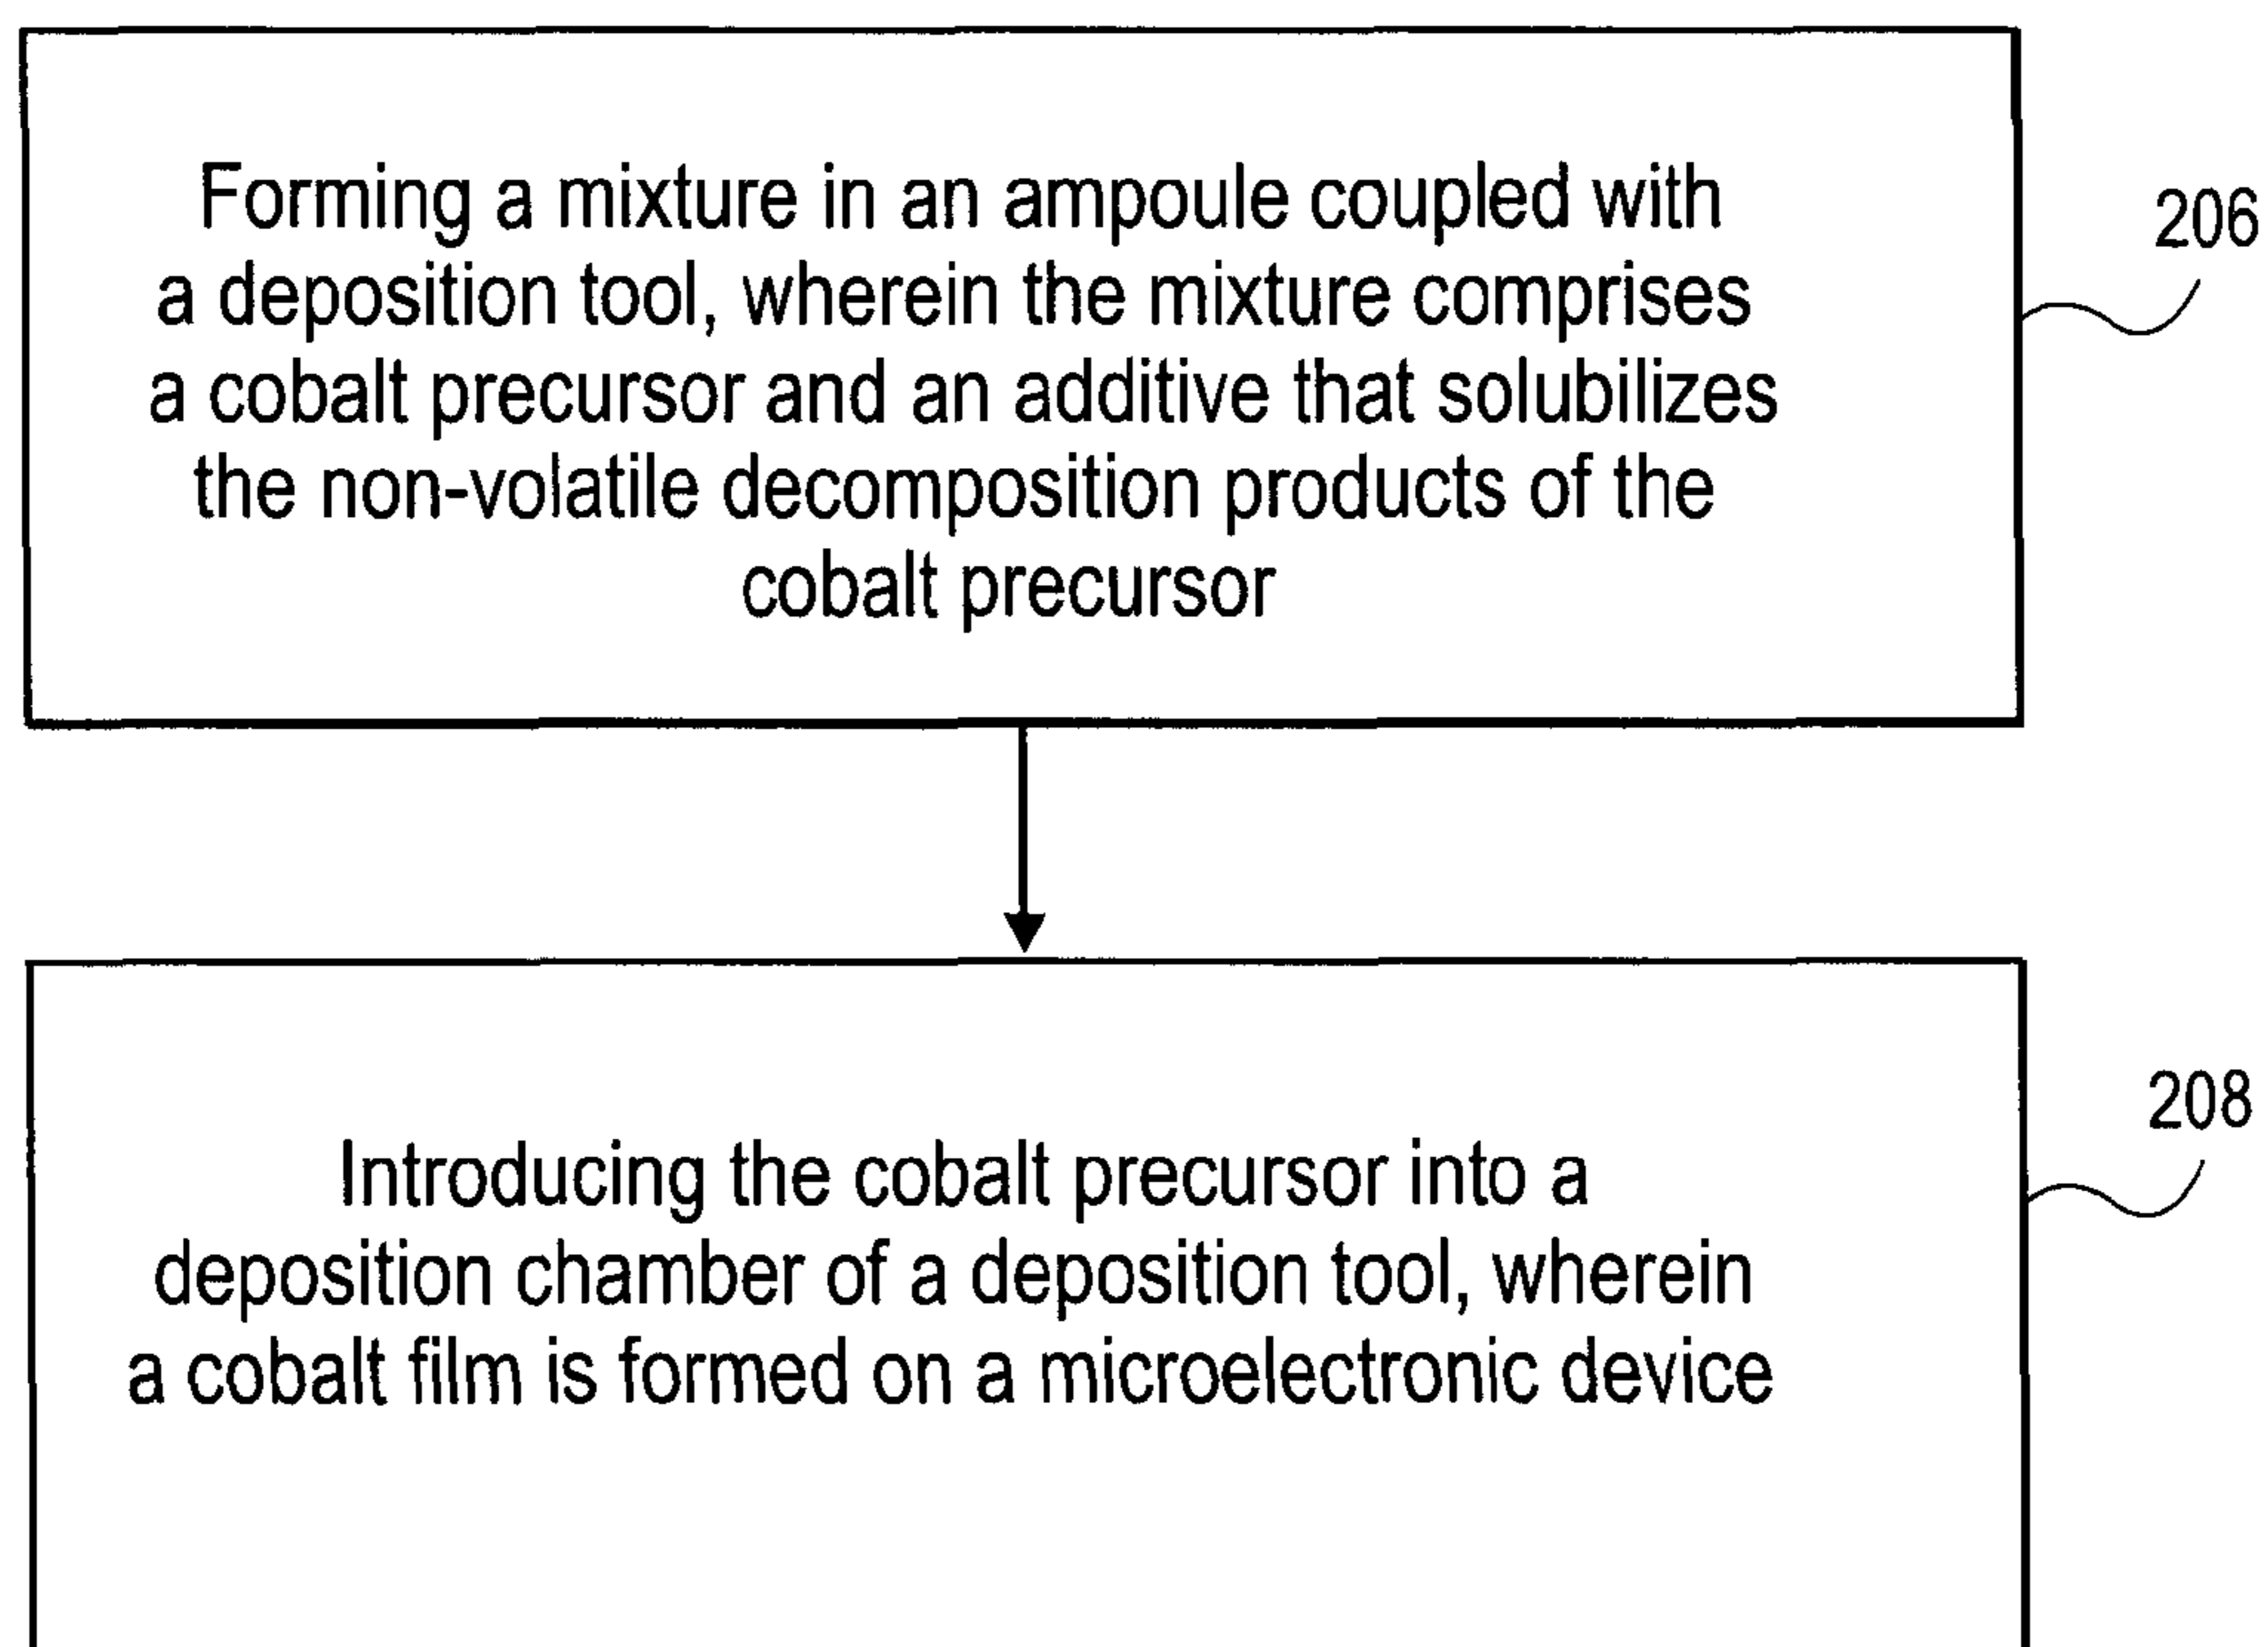 Forming a mixture in an ampoule coupled with
a deposition tool, wherein the mixture comprises
a cobalt precursor and an additive that solubilizes
the non-volatile decomposition products of the
cobalt precursor
206
Introducing the cobalt precursor into a
deposition chamber of a deposition tool, wherein
a cobalt film is formed on a microelectronic device
208